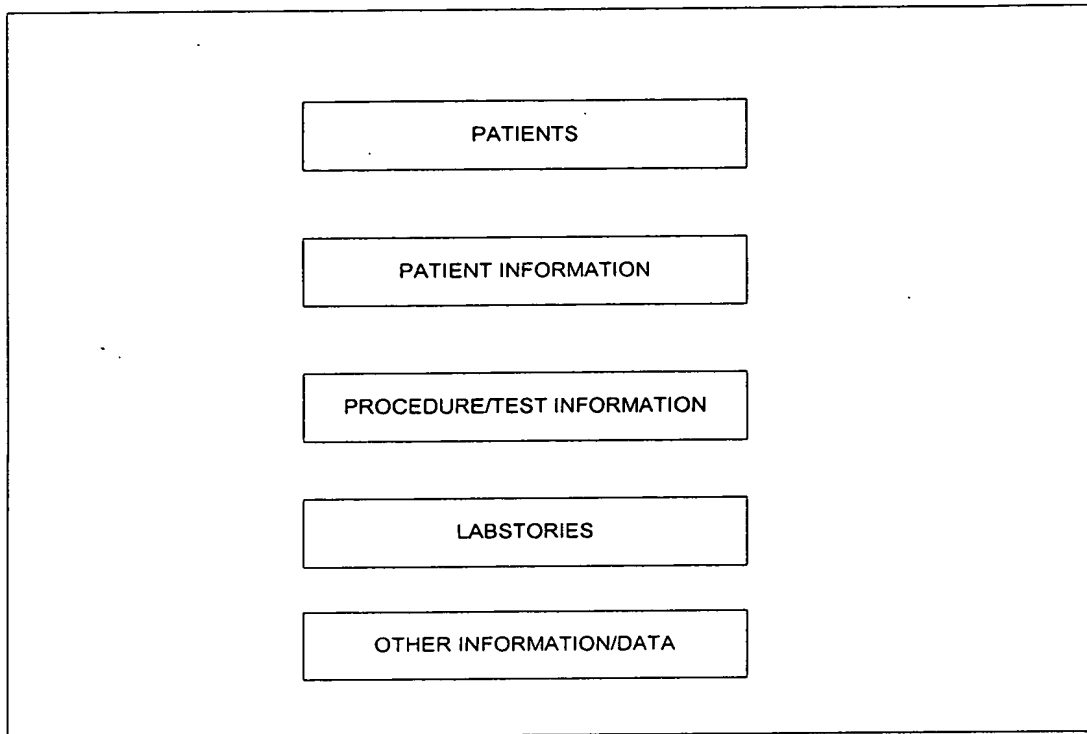 PATIENTS
PATIENT INFORMATION
PROCEDURE/TEST INFORMATION
LABSTORIES
OTHER INFORMATION/DATA